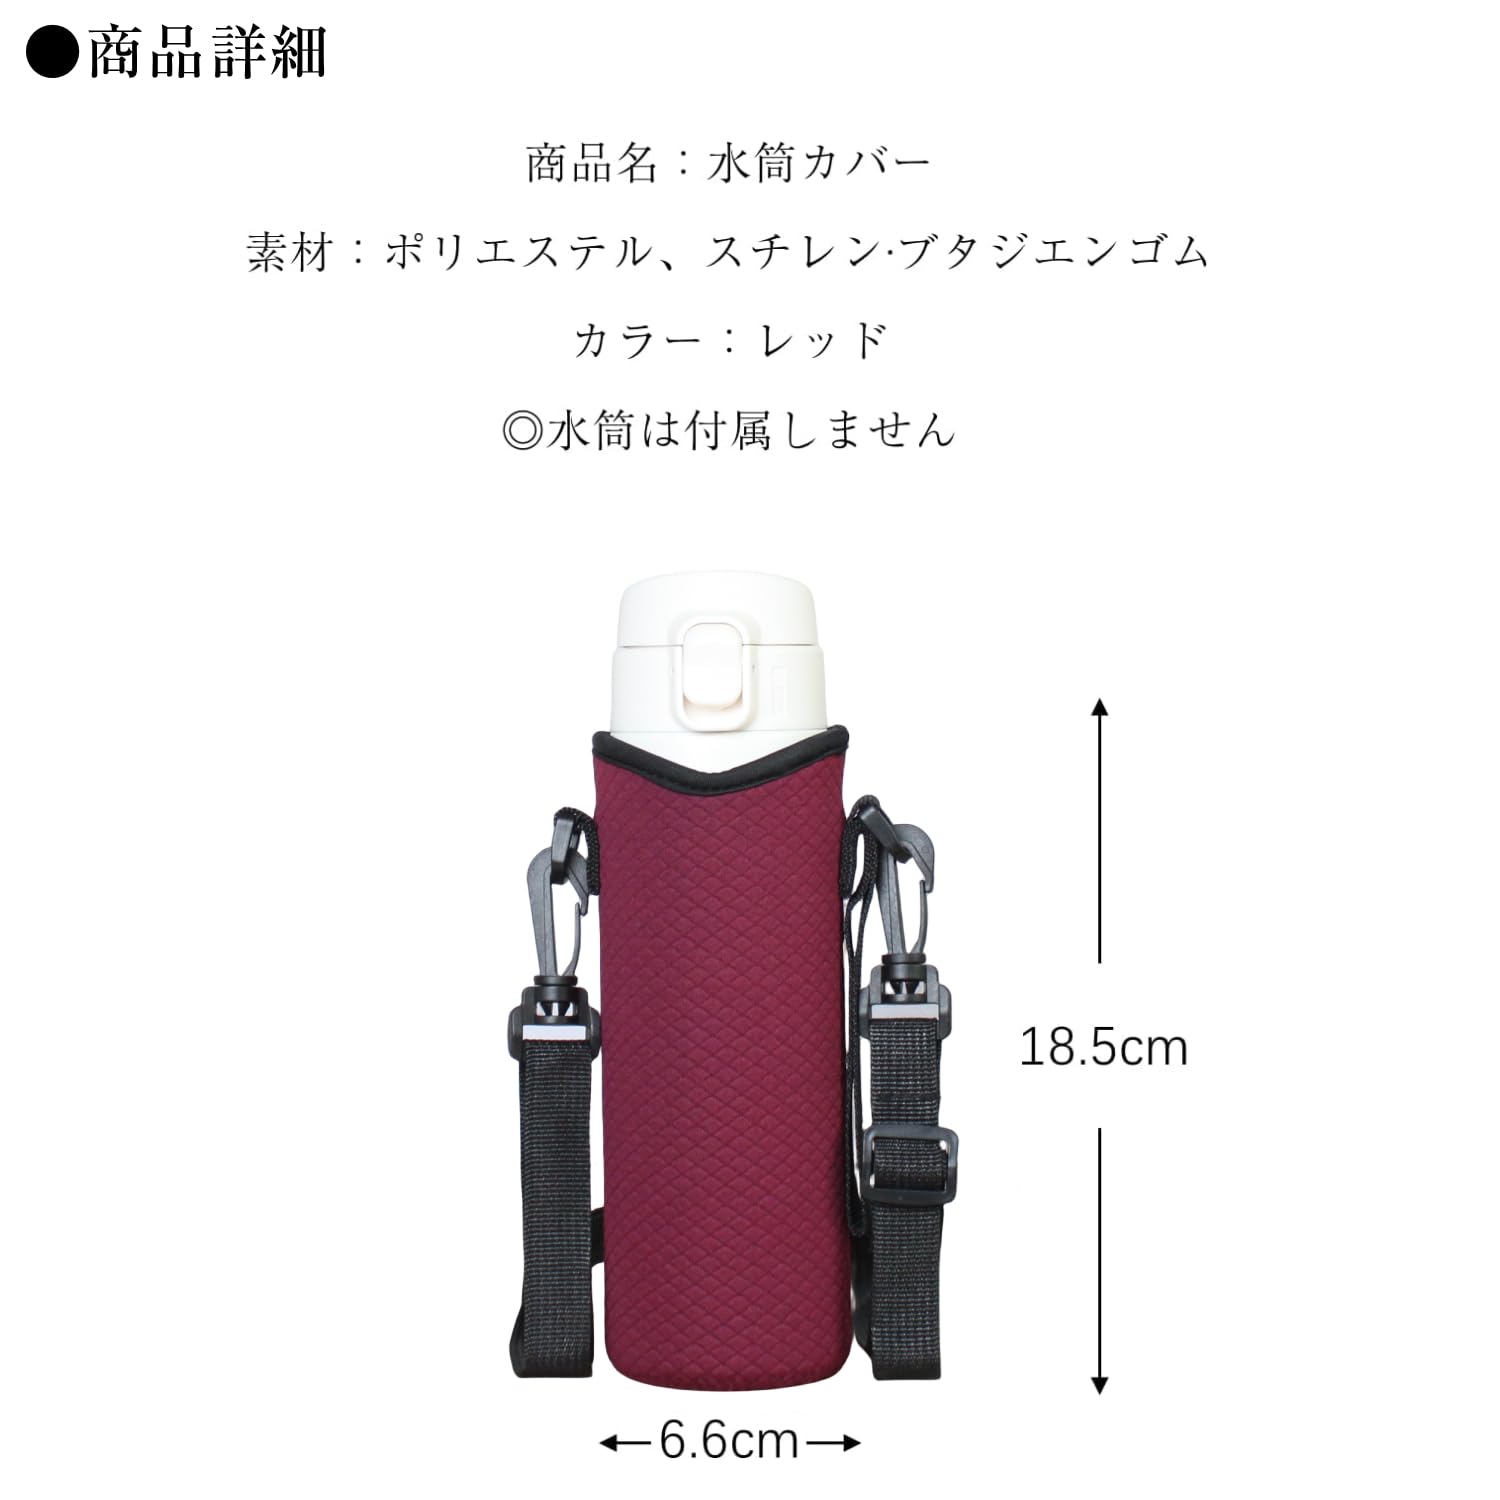 ●商品詳細
商品名：水筒カバー
素材：ポリエステル、スチレン·ブタジエンゴム
カラー：レッド
◎水筒は付属しません
18.5cm
6.6cm